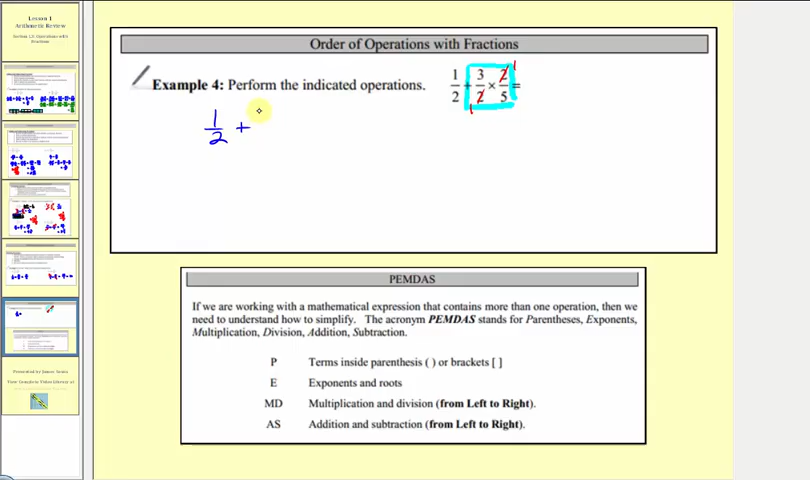 Lesson 1
Arithmetic Review
Order of Operations with Fractions
Example 4: Perform the indicated operations. 1/2 + 3/2 × 2/5 =
1 1
1/2 +
PEMDAS
If we are working with a mathematical expression that contains more than one operation, then we
need to understand how to simplify. The acronym PEMDAS stands for Parentheses, Exponents,
Multiplication, Division, Addition, Subtraction.
P Terms inside parenthesis ( ) or brackets [ ]
E Exponents and roots
MD Multiplication and division (from Left to Right).
AS Addition and subtraction (from Left to Right).